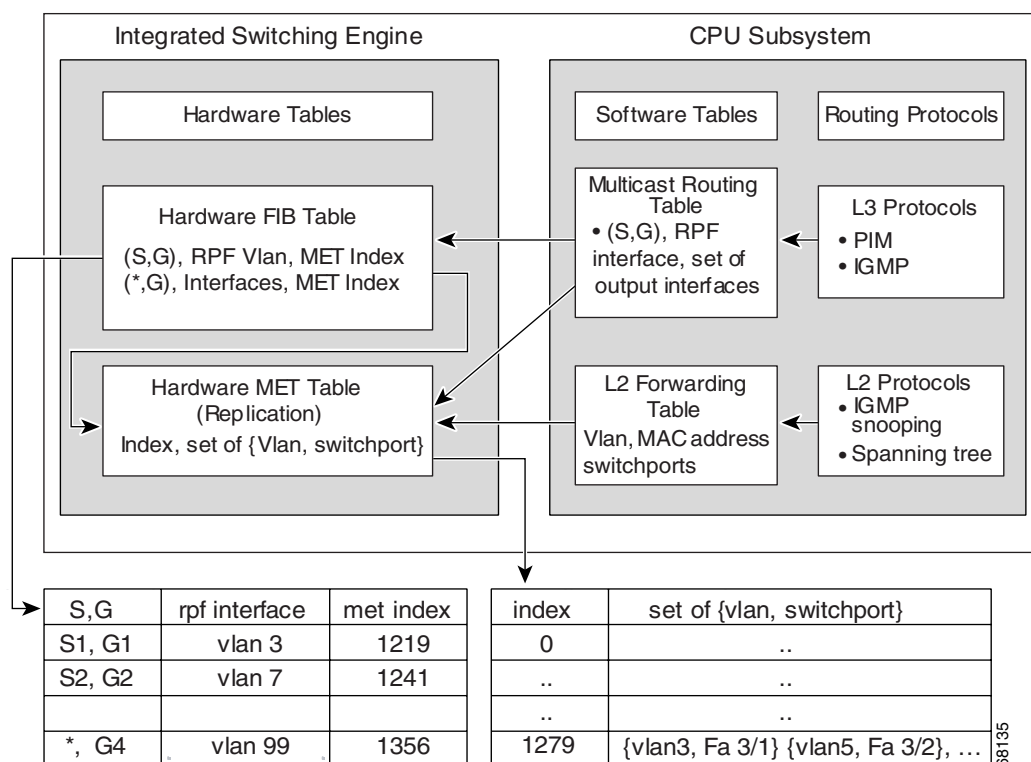 Integrated Switching Engine
CPU Subsystem
Hardware Tables
Software Tables
Routing Protocols
Hardware FIB Table
(S,G), RPF Vlan, MET Index
(*,G), Interfaces, MET Index
Multicast Routing
Table
• (S,G), RPF
interface, set of
output interfaces
L3 Protocols
• PIM
• IGMP
Hardware MET Table
(Replication)
Index, set of {Vlan, switchport}
L2 Forwarding
Table
Vlan, MAC address
switchports
L2 Protocols
• IGMP
snooping
• Spanning tree
S,G rpf interface met index
S1, G1 vlan 3 1219
S2, G2 vlan 7 1241
*, G4 vlan 99 1356
index set of {vlan, switchport}
0 ..
.. ..
.. ..
1279 {vlan3, Fa 3/1} {vlan5, Fa 3/2}, ...